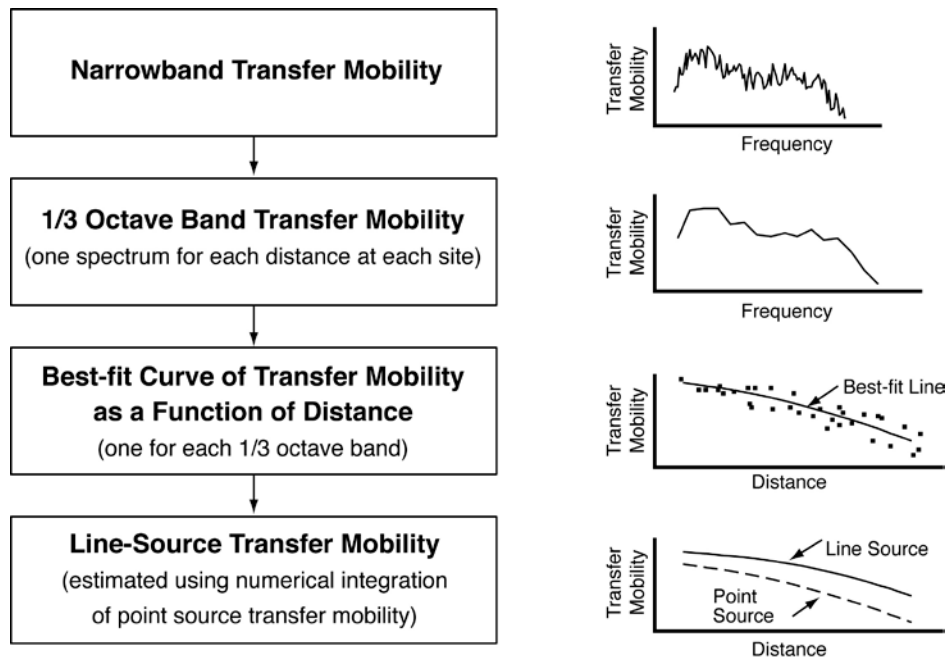 Narrowband Transfer Mobility
Transfer
Mobility
Frequency
1/3 Octave Band Transfer Mobility
(one spectrum for each distance at each site)
Transfer
Mobility
Frequency
Best-fit Curve of Transfer Mobility
as a Function of Distance
(one for each 1/3 octave band)
Transfer
Mobility
Best-fit Line
Distance
Line-Source Transfer Mobility
(estimated using numerical integration
of point source transfer mobility)
Transfer
Mobility
Line Source
Point
Source
Distance